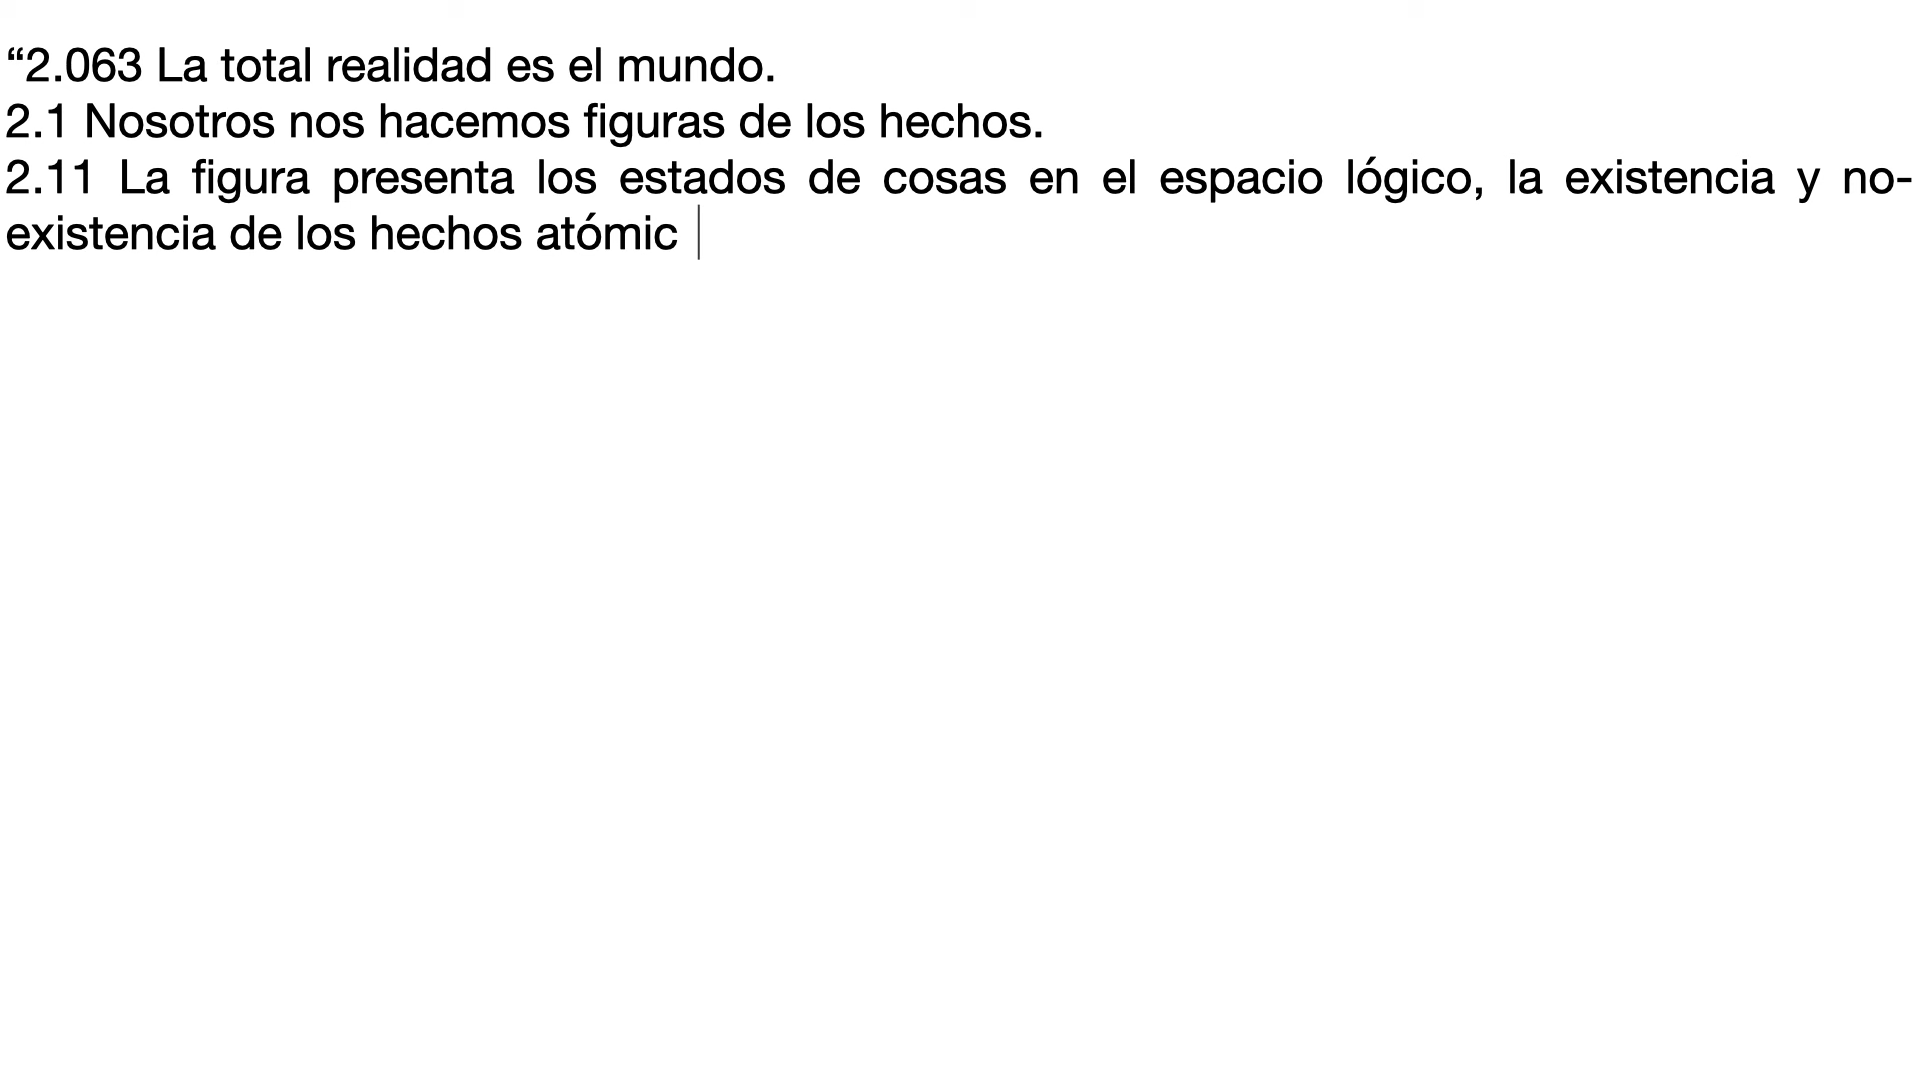 “2.063 La total realidad es el mundo.
2.1 Nosotros nos hacemos figuras de los hechos.
2.11 La figura presenta los estados de cosas en el espacio lógico, la existencia y no-
existencia de los hechos atómic